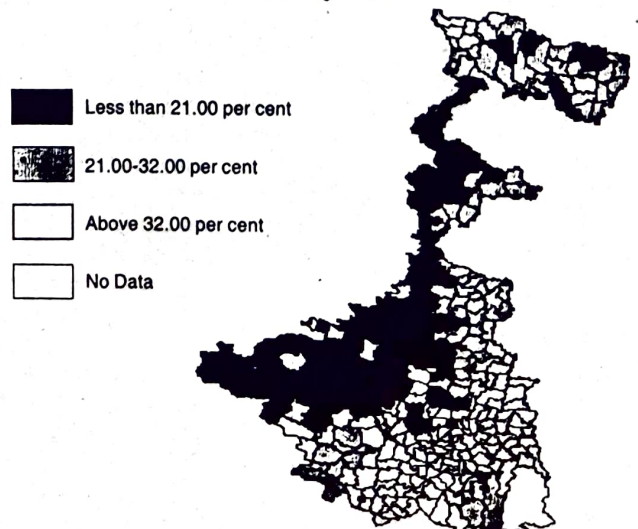 Less than 21.00 per cent
21.00-32.00 per cent
Above 32.00 per cent
No Data